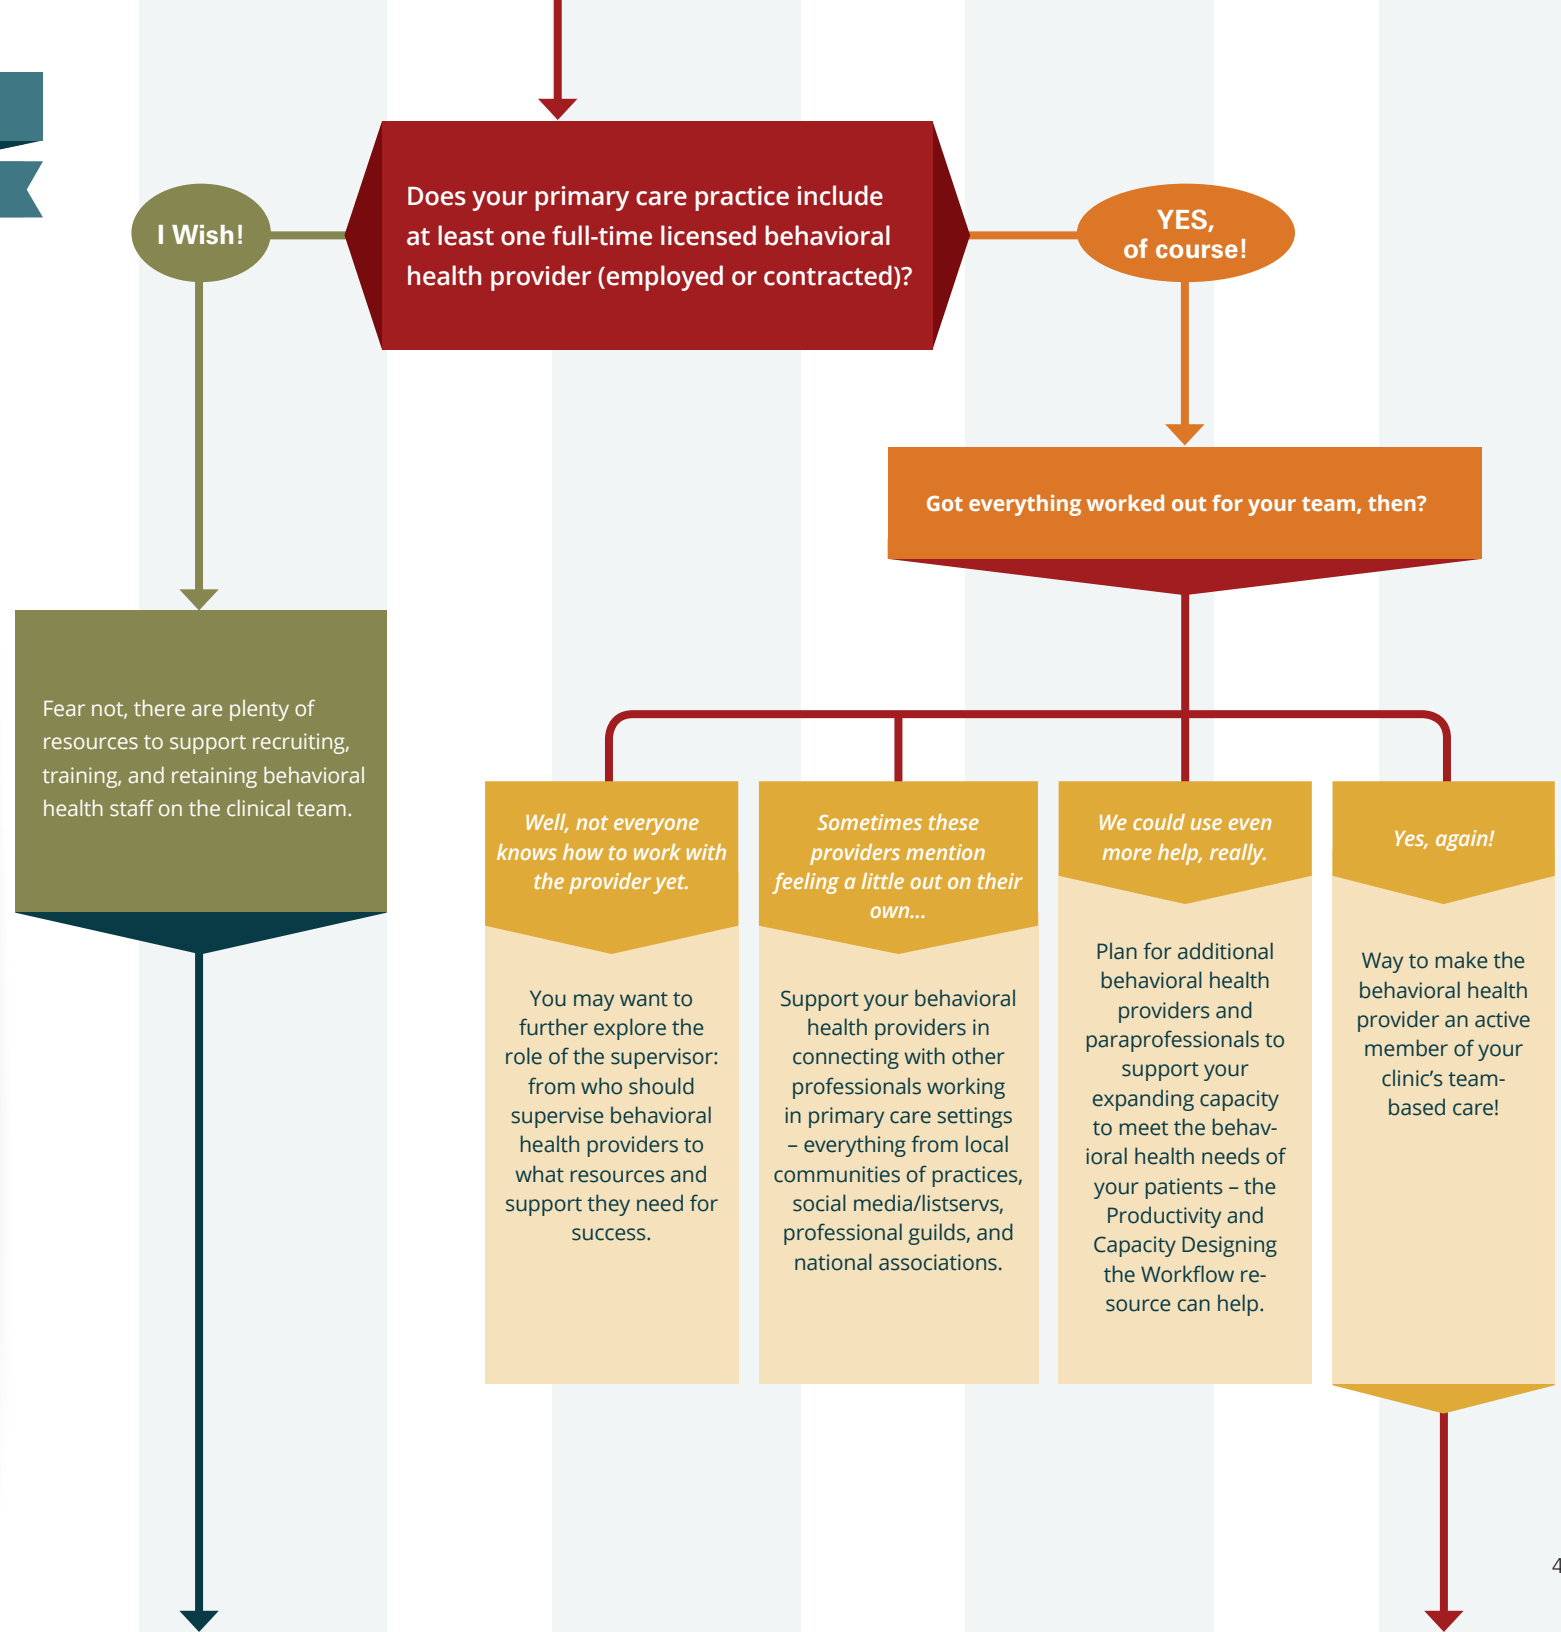 Does your primary care practice include
at least one full-time licensed behavioral
health provider (employed or contracted)?
I Wish!
YES,
of course!
Got everything worked out for your team, then?
Fear not, there are plenty of
resources to support recruiting,
training, and retaining behavioral
health staff on the clinical team.
Well, not everyone
knows how to work with
the provider yet.
You may want to
further explore the
role of the supervisor:
from who should
supervise behavioral
health providers to
what resources and
support they need for
success.
Sometimes these
providers mention
feeling a little out on their
own...
Support your behavioral
health providers in
connecting with other
professionals working
in primary care settings
– everything from local
communities of practices,
social media/listservs,
professional guilds, and
national associations.
We could use even
more help, really.
Plan for additional
behavioral health
providers and
paraprofessionals to
support your
expanding capacity
to meet the behav-
ioral health needs of
your patients – the
Productivity and
Capacity Designing
the Workflow re-
source can help.
Yes, again!
Way to make the
behavioral health
provider an active
member of your
clinic’s team-
based care!
4